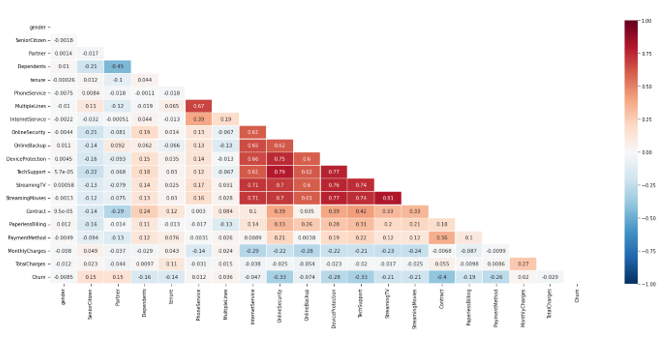 gender
SeniorCitizen -0.0018
Partner 0.0014 -0.017
Dependents 0.01 -0.21 -0.45
tenure -0.00026 0.012 -0.1 0.044
PhoneService -0.0075 0.0084 -0.018 -0.0011 -0.018
MultipleLines -0.01 0.11 -0.12 -0.019 0.065 0.67
InternetService -0.0022 -0.032 -0.00051 0.044 -0.013 0.39 0.19
OnlineSecurity -0.0044 -0.21 -0.081 0.19 0.014 0.13 -0.067 0.61
OnlineBackup 0.011 -0.14 0.092 0.062 -0.066 0.13 -0.13 0.65 0.62
DeviceProtection 0.0045 -0.16 -0.093 0.15 0.035 0.14 -0.013 0.66 0.75 0.6
TechSupport 5.7e-05 -0.22 -0.068 0.18 0.03 0.12 -0.067 0.61 0.79 0.62 0.77
StreamingTV 0.00058 -0.13 -0.079 0.14 0.025 0.17 0.031 0.71 0.7 0.6 0.76 0.74
StreamingMovies -0.0013 -0.12 -0.075 0.13 0.03 0.16 0.028 0.71 0.7 0.61 0.77 0.74 0.81
Contract 9.5e-05 -0.14 -0.29 0.24 0.12 0.003 0.084 0.1 0.39 0.035 0.39 0.42 0.33 0.33
PaperlessBilling 0.012 -0.16 -0.014 0.11 -0.013 -0.017 -0.13 0.14 0.33 0.26 0.28 0.31 0.2 0.21 0.18
PaymentMethod -0.0049 -0.094 -0.13 0.12 0.076 -0.0031 0.026 0.0089 0.21 0.0038 0.19 0.22 0.12 0.12 0.36 0.1
MonthlyCharges -0.008 0.049 0.036 -0.029 0.043 -0.14 0.024 -0.29 -0.22 -0.28 -0.22 -0.21 -0.23 -0.24 -0.0068 -0.087 -0.0099
TotalCharges -0.012 0.023 -0.044 0.0097 0.11 -0.031 0.015 -0.038 -0.025 -0.054 -0.023 -0.02 -0.017 -0.025 0.055 -0.0098 0.0086 0.27
Churn -0.0085 0.15 0.15 -0.16 -0.14 0.012 0.036 -0.047 -0.33 -0.074 -0.28 -0.33 -0.21 -0.21 -0.4 -0.19 -0.26 0.02 -0.029
gender SeniorCitizen Partner Dependents tenure PhoneService MultipleLines InternetService OnlineSecurity OnlineBackup DeviceProtection TechSupport StreamingTV StreamingMovies Contract PaperlessBilling PaymentMethod MonthlyCharges TotalCharges Churn
1.00
0.75
0.50
0.25
0.00
-0.25
-0.50
-0.75
-1.00